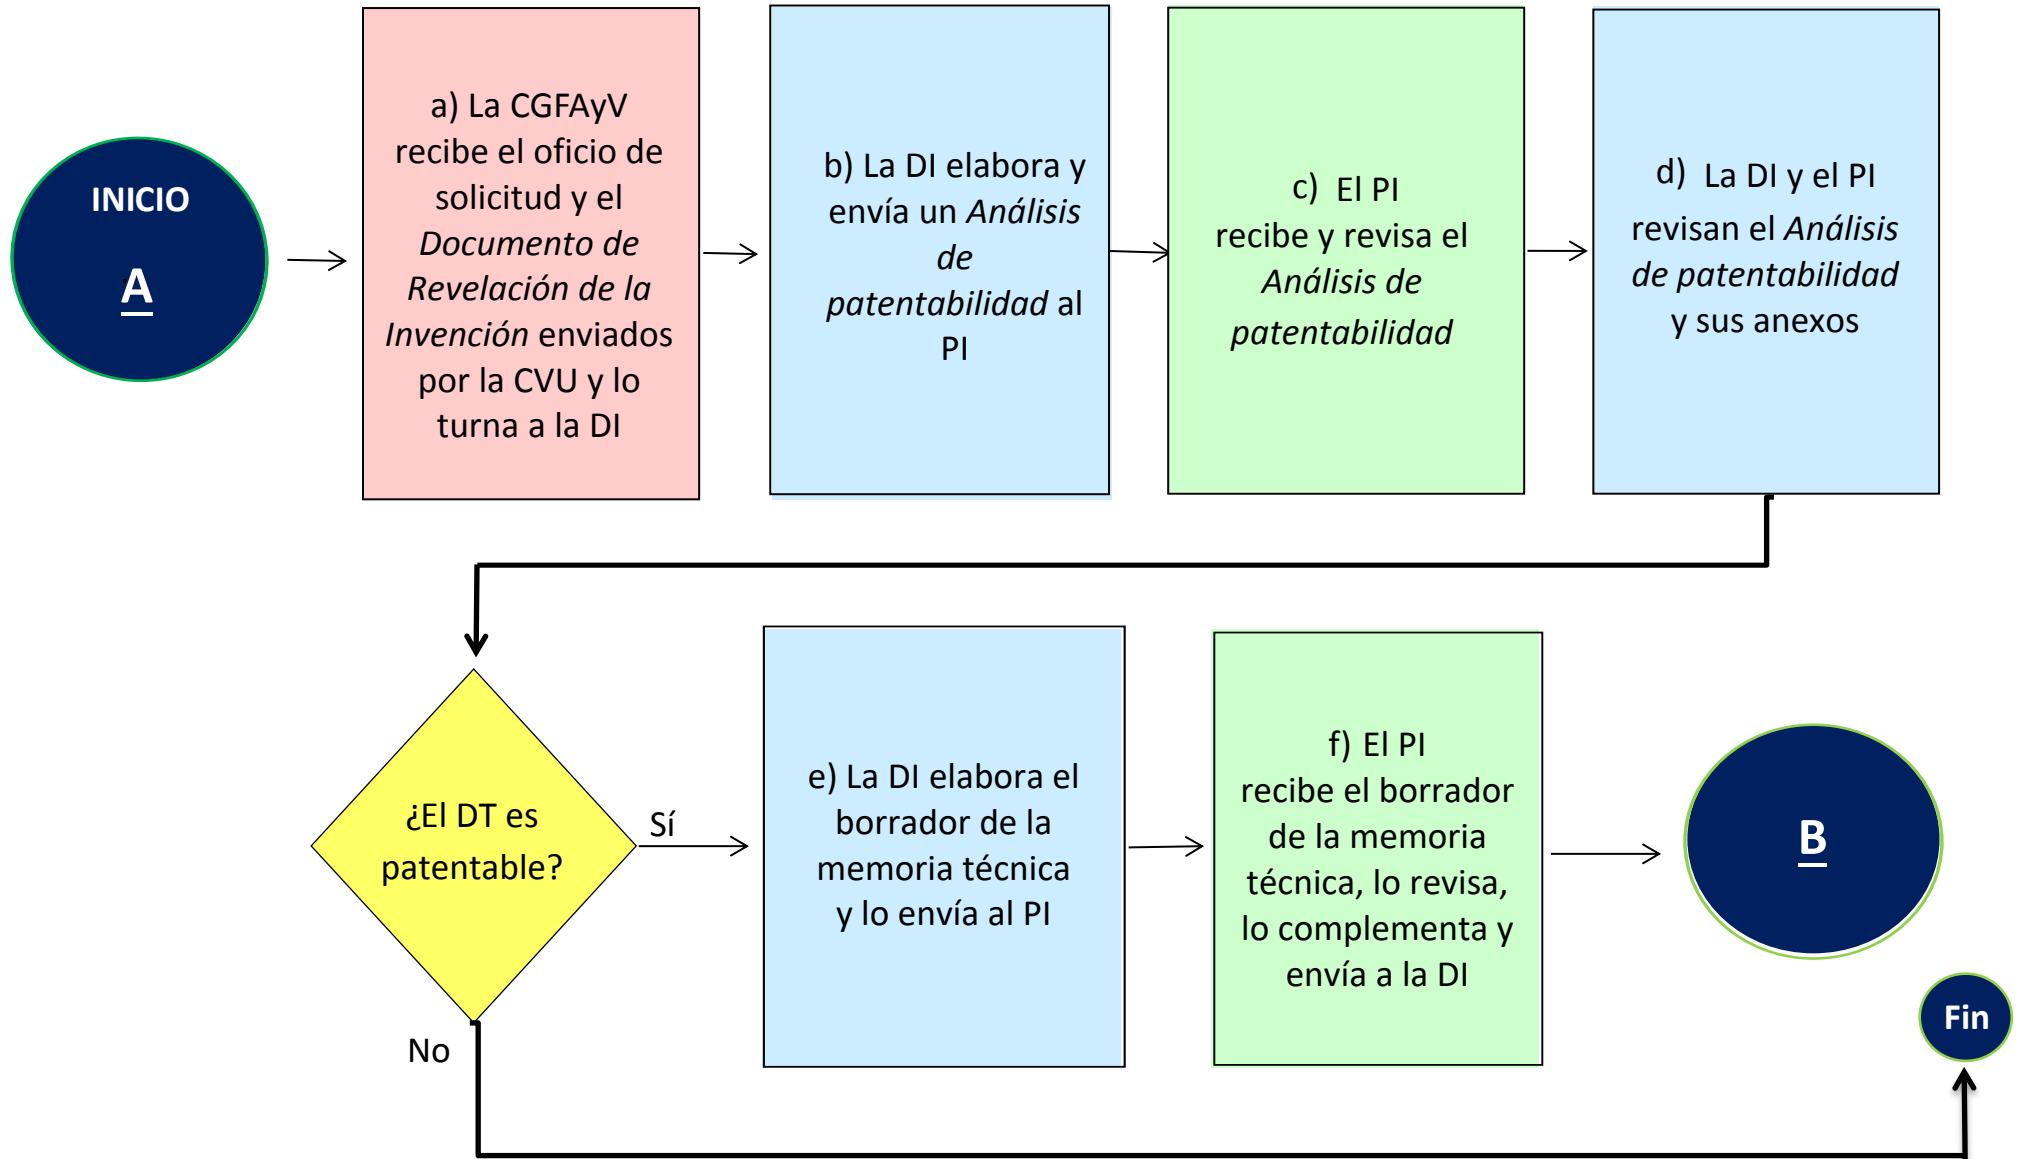 INICIO
A
a) La CGFAyV
recibe el oficio de
solicitud y el
Documento de
Revelación de la
Invención enviados
por la CVU y lo
turna a la DI
b) La DI elabora y
envía un Análisis
de
patentabilidad al
PI
c) El PI
recibe y revisa el
Análisis de
patentabilidad
d) La DI y el PI
revisan el Análisis
de patentabilidad
y sus anexos
¿El DT es
patentable?
Sí
No
e) La DI elabora el
borrador de la
memoria técnica
y lo envía al PI
f) El PI
recibe el borrador
de la memoria
técnica, lo revisa,
lo complementa y
envía a la DI
B
Fin